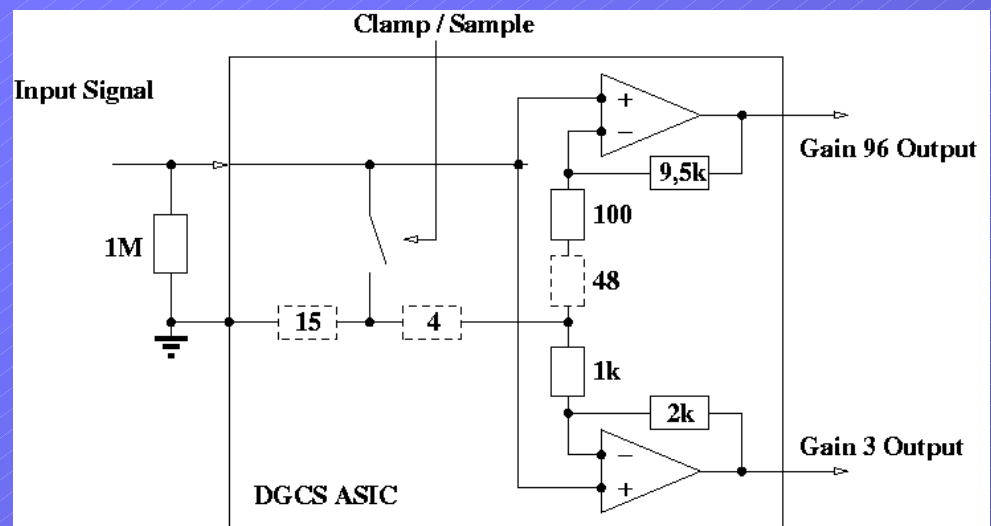 Clamp / Sample
Input Signal
+
−
Gain 96 Output
9,5k
100
1M
48
15
4
1k
2k
Gain 3 Output
−
+
DGCS ASIC